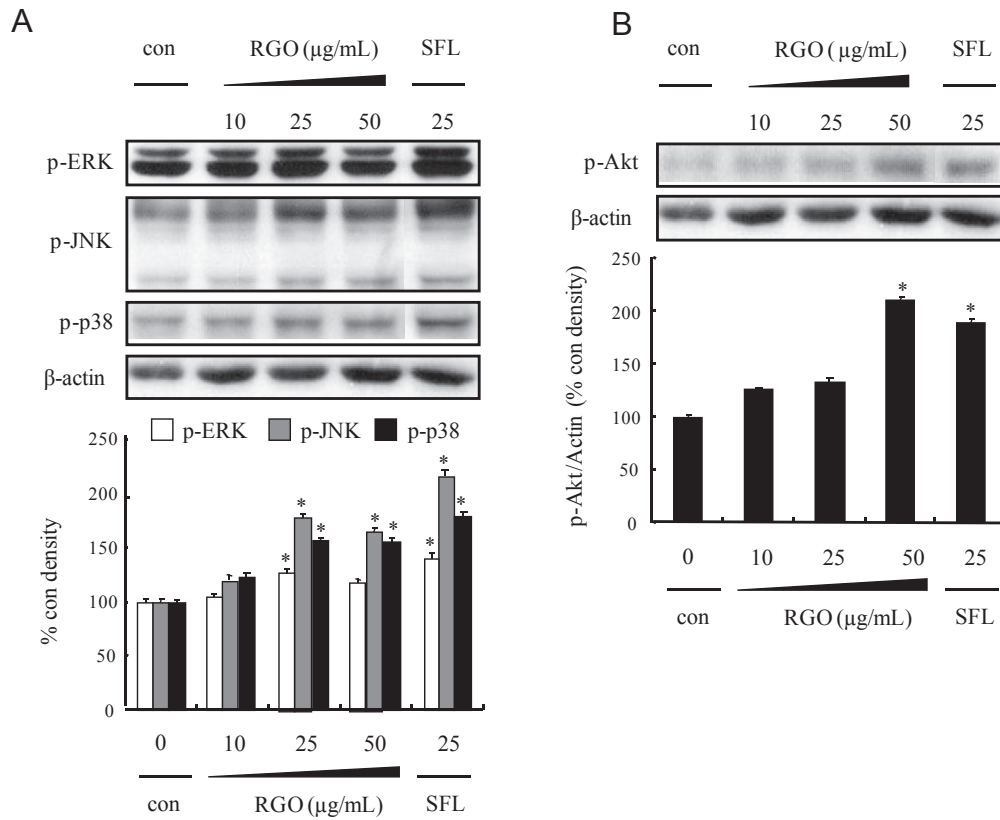 A
con RGO (µg/mL) SFL
10 25 50 25
p-ERK
p-JNK
p-p38
β-actin
p-ERK p-JNK p-p38
250
200
150
100
50
0
% con density
* * * * * * * *
0 10 25 50 25
con RGO (µg/mL) SFL
B
con RGO (µg/mL) SFL
10 25 50 25
p-Akt
β-actin
250
200
150
100
50
0
p-Akt/Actin (% con density)
* *
0 10 25 50 25
con RGO (µg/mL) SFL